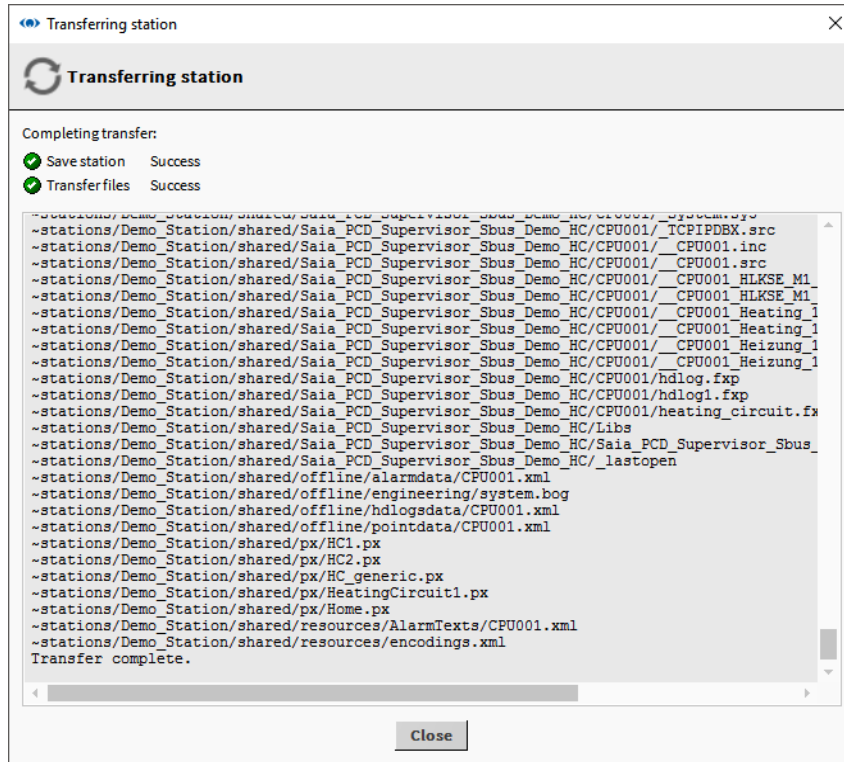 Transferring station
Transferring station
Completing transfer:
Save station Success
Transfer files Success
~stations/Demo_Station/shared/Saia_PCD_Supervisor_Sbus_Demo_HC/CPU001/_System.sys
~stations/Demo_Station/shared/Saia_PCD_Supervisor_Sbus_Demo_HC/CPU001/_TCPIPDBX.src
~stations/Demo_Station/shared/Saia_PCD_Supervisor_Sbus_Demo_HC/CPU001/__CPU001.inc
~stations/Demo_Station/shared/Saia_PCD_Supervisor_Sbus_Demo_HC/CPU001/__CPU001.src
~stations/Demo_Station/shared/Saia_PCD_Supervisor_Sbus_Demo_HC/CPU001/__CPU001_HLKSE_M1_
~stations/Demo_Station/shared/Saia_PCD_Supervisor_Sbus_Demo_HC/CPU001/__CPU001_HLKSE_M1_
~stations/Demo_Station/shared/Saia_PCD_Supervisor_Sbus_Demo_HC/CPU001/__CPU001_Heating_1
~stations/Demo_Station/shared/Saia_PCD_Supervisor_Sbus_Demo_HC/CPU001/__CPU001_Heating_1
~stations/Demo_Station/shared/Saia_PCD_Supervisor_Sbus_Demo_HC/CPU001/__CPU001_Heizung_1
~stations/Demo_Station/shared/Saia_PCD_Supervisor_Sbus_Demo_HC/CPU001/__CPU001_Heizung_1
~stations/Demo_Station/shared/Saia_PCD_Supervisor_Sbus_Demo_HC/CPU001/hdlog.fxp
~stations/Demo_Station/shared/Saia_PCD_Supervisor_Sbus_Demo_HC/CPU001/hdlog1.fxp
~stations/Demo_Station/shared/Saia_PCD_Supervisor_Sbus_Demo_HC/CPU001/heating_circuit.fx
~stations/Demo_Station/shared/Saia_PCD_Supervisor_Sbus_Demo_HC/Libs
~stations/Demo_Station/shared/Saia_PCD_Supervisor_Sbus_Demo_HC/Saia_PCD_Supervisor_Sbus_
~stations/Demo_Station/shared/Saia_PCD_Supervisor_Sbus_Demo_HC/_lastopen
~stations/Demo_Station/shared/offline/alarmdata/CPU001.xml
~stations/Demo_Station/shared/offline/engineering/system.bog
~stations/Demo_Station/shared/offline/hdlogsdata/CPU001.xml
~stations/Demo_Station/shared/offline/pointdata/CPU001.xml
~stations/Demo_Station/shared/px/HC1.px
~stations/Demo_Station/shared/px/HC2.px
~stations/Demo_Station/shared/px/HC_generic.px
~stations/Demo_Station/shared/px/HeatingCircuit1.px
~stations/Demo_Station/shared/px/Home.px
~stations/Demo_Station/shared/resources/AlarmTexts/CPU001.xml
~stations/Demo_Station/shared/resources/encodings.xml
Transfer complete.
Close